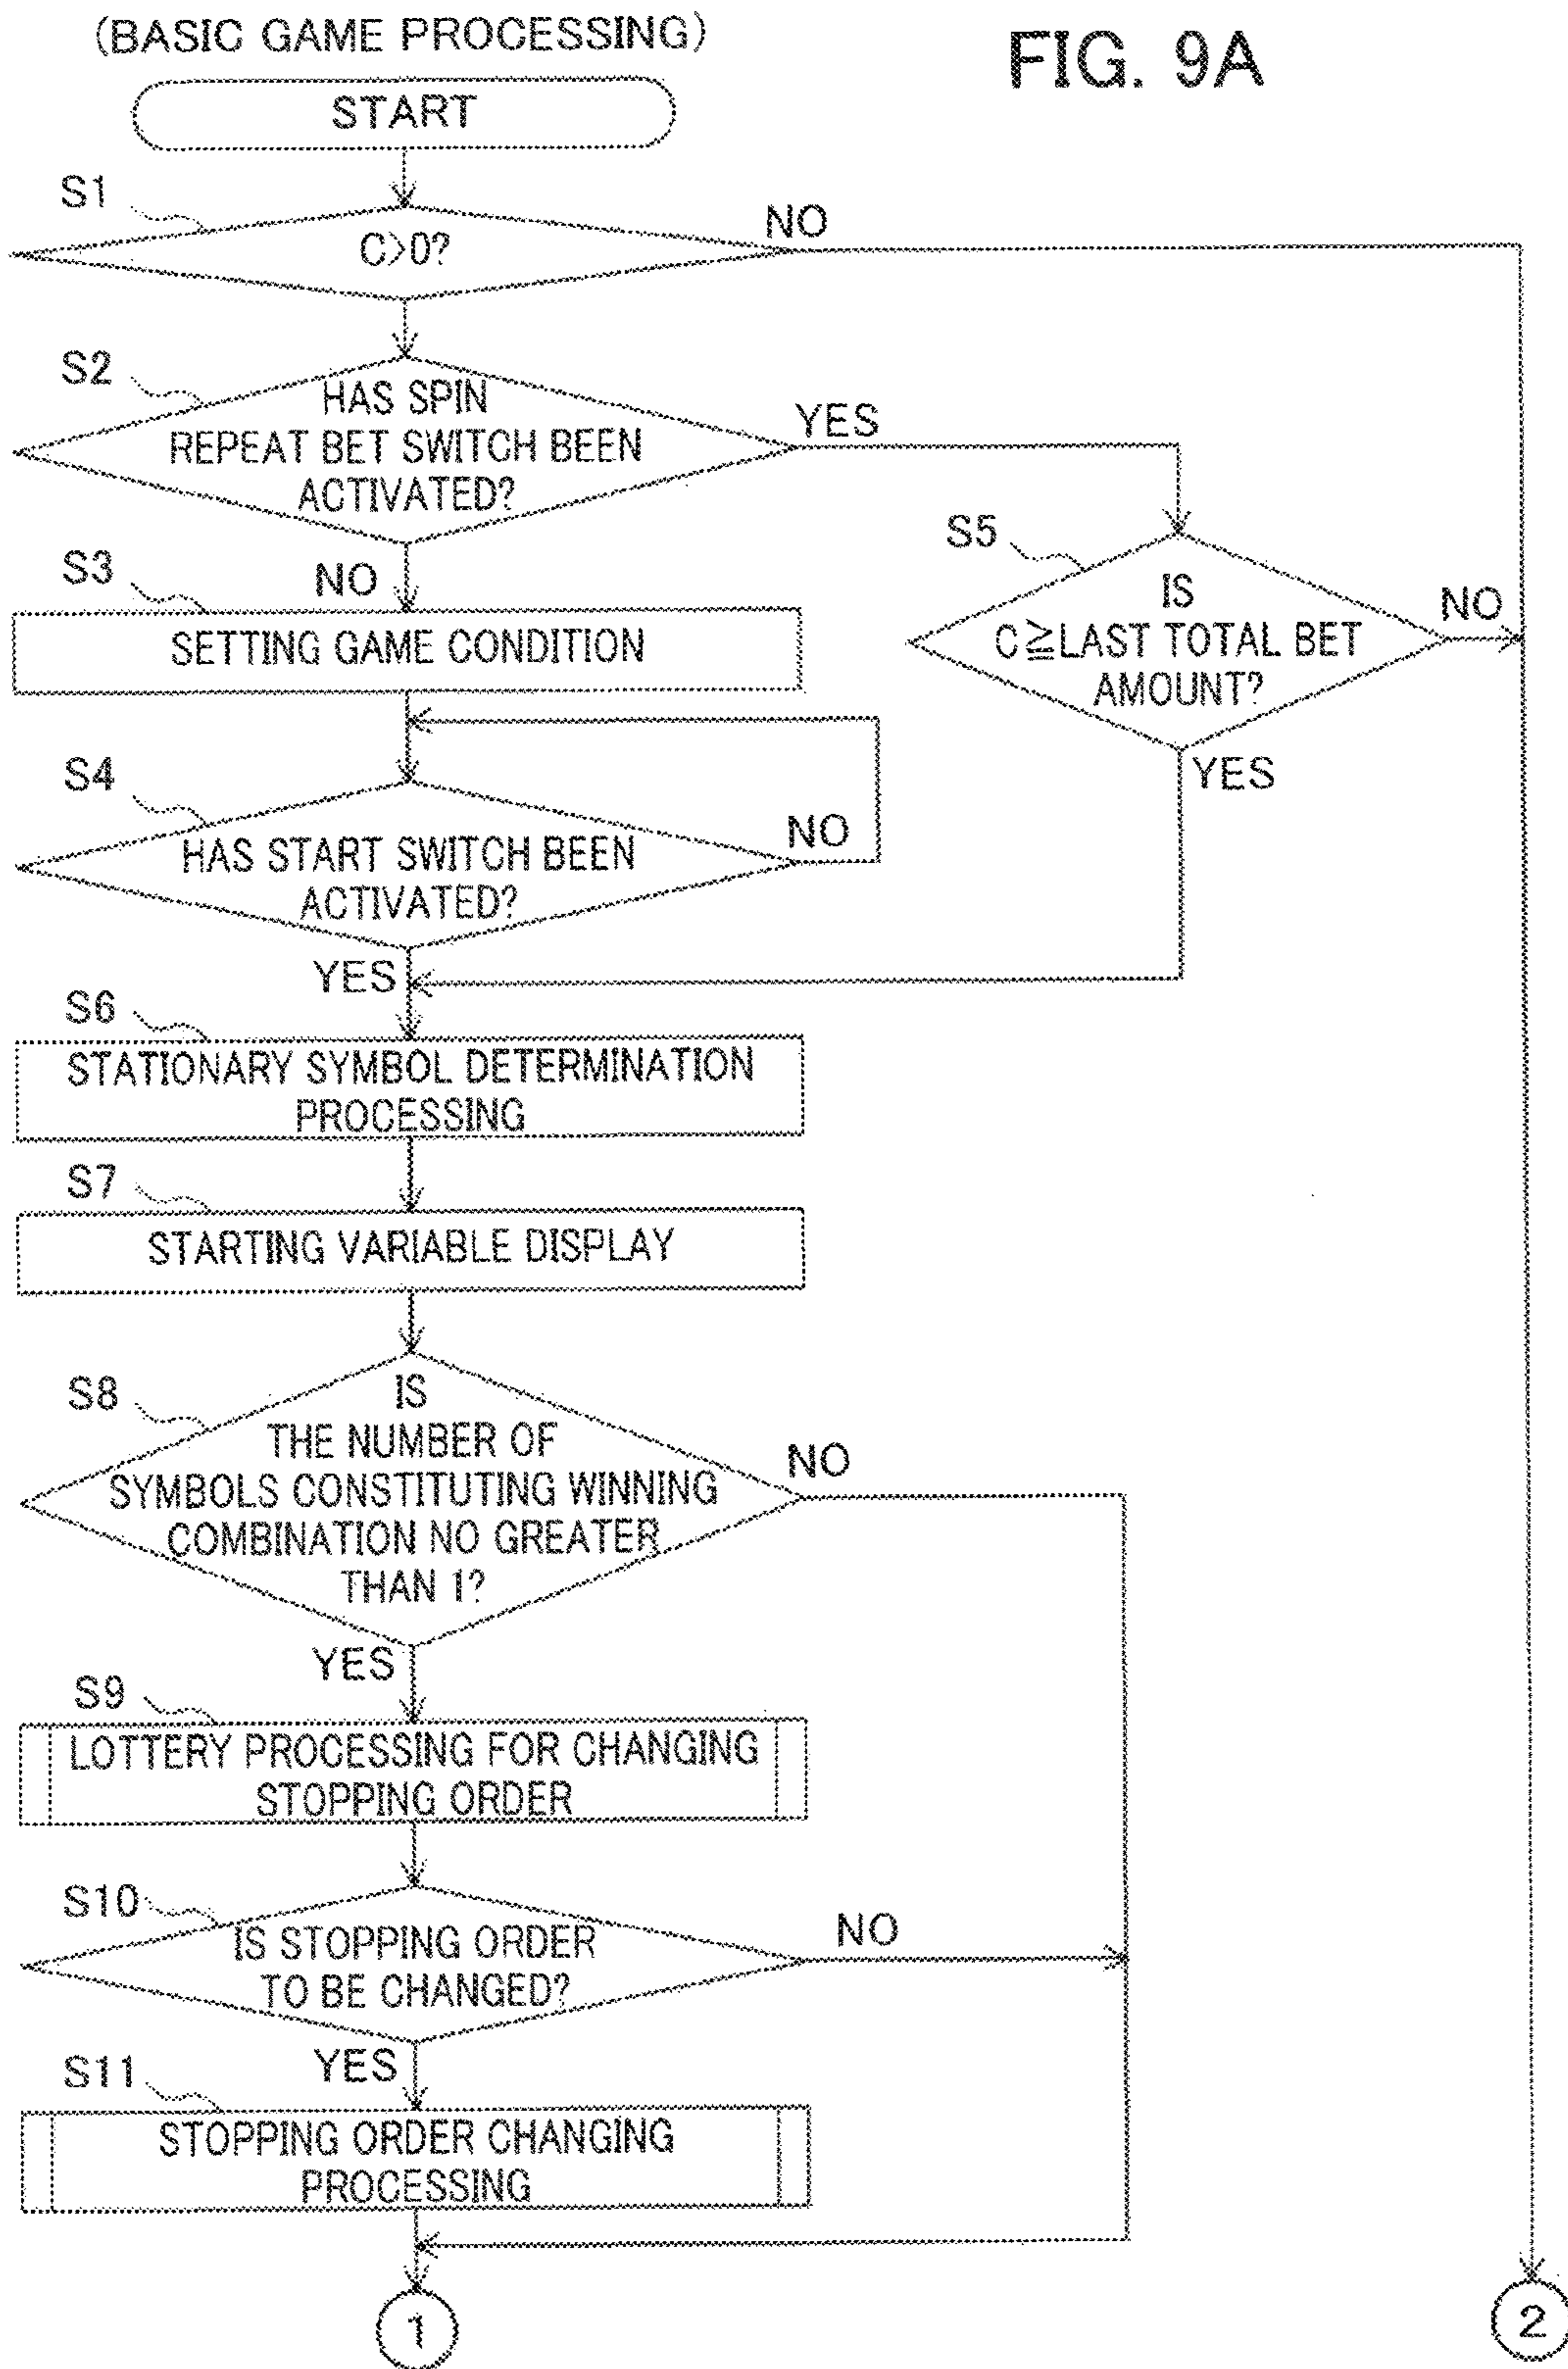 (BASIC GAME PROCESSING)
FIG. 9A
START
S1
C>0?
NO
S2
HAS SPIN
REPEAT BET SWITCH BEEN
ACTIVATED?
YES
NO
S5
IS
C≧LAST TOTAL BET
AMOUNT?
NO
YES
S3
SETTING GAME CONDITION
S4
HAS START SWITCH BEEN
ACTIVATED?
NO
YES
S6
STATIONARY SYMBOL DETERMINATION
PROCESSING
S7
STARTING VARIABLE DISPLAY
S8
IS
THE NUMBER OF
SYMBOLS CONSTITUTING WINNING
COMBINATION NO GREATER
THAN 1?
NO
YES
S9
LOTTERY PROCESSING FOR CHANGING
STOPPING ORDER
S10
IS STOPPING ORDER
TO BE CHANGED?
NO
YES
S11
STOPPING ORDER CHANGING
PROCESSING
1
2